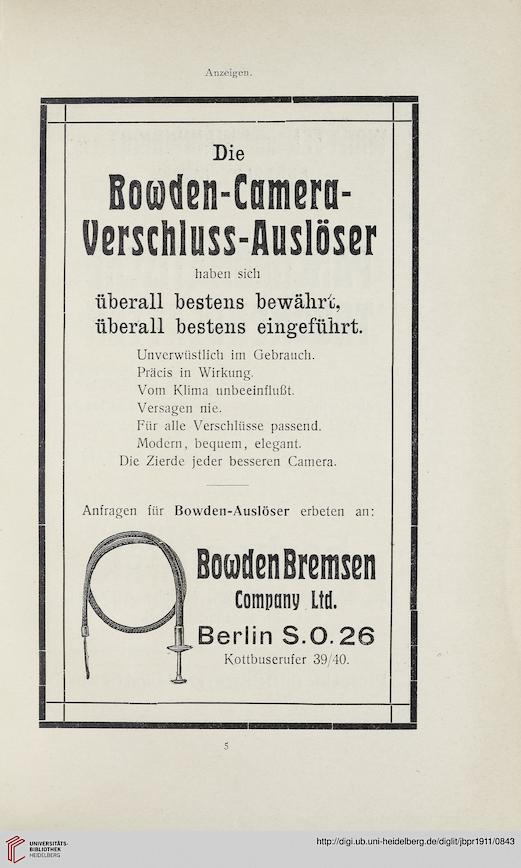 Anzeigen.
Die
Bowden-Camera-
Verschluss-Auslöser
haben sich
überall bestens bewährt,
überall bestens eingeführt.
Unverwüstlich im Gebrauch.
Präcis in Wirkung.
Vom Klima unbeeinflußt.
Versagen nie.
Für alle Verschlüsse passend.
Modern, bequem, elegant.
Die Zierde jeder besseren Camera.
Anfragen für Bowden-Auslöser erbeten an:
Bowden Bremsen
Company Ltd.
Berlin S.O. 26
Kottbuserufer 39/40.
5
UNIVERSITÄTS-
BIBLIOTHEK
HEIDELBERG
http://digi.ub.uni-heidelberg.de/diglit/jbpr1911/0843